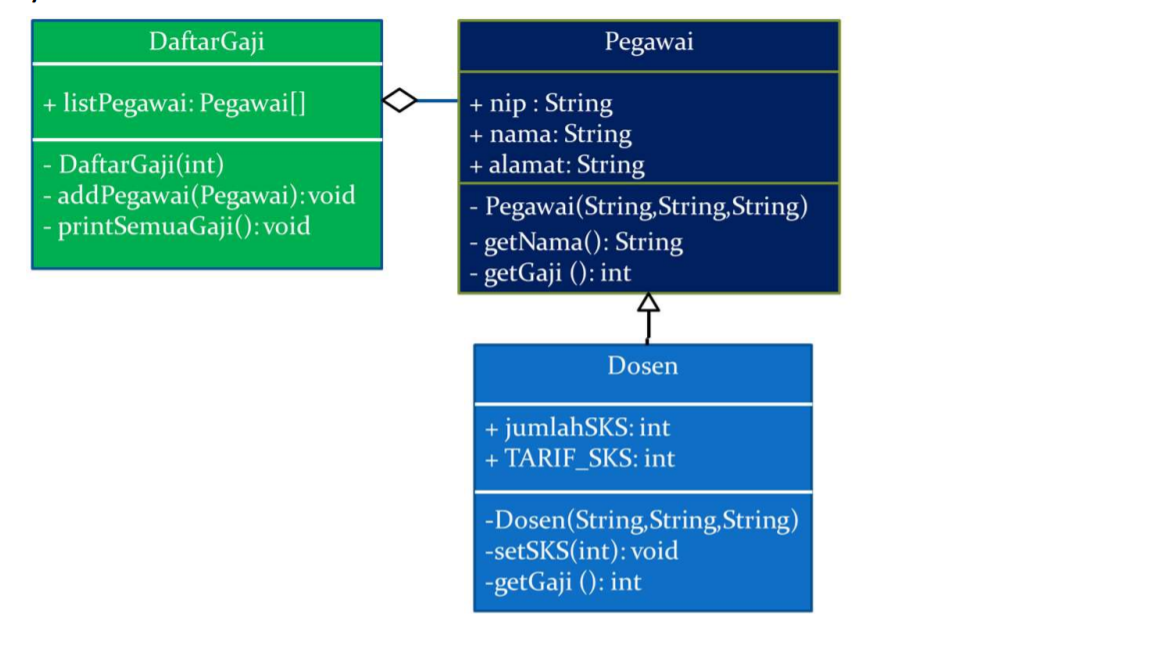 DaftarGaji
+ listPegawai: Pegawai[]
- DaftarGaji(int)
- addPegawai(Pegawai): void
- printSemuaGaji(): void
Pegawai
+ nip : String
+ nama: String
+ alamat: String
- Pegawai(String,String,String)
- getNama(): String
- getGaji (): int
Dosen
+ jumlahSKS: int
+ TARIF_SKS: int
-Dosen(String,String,String)
-setSKS(int): void
-getGaji (): int